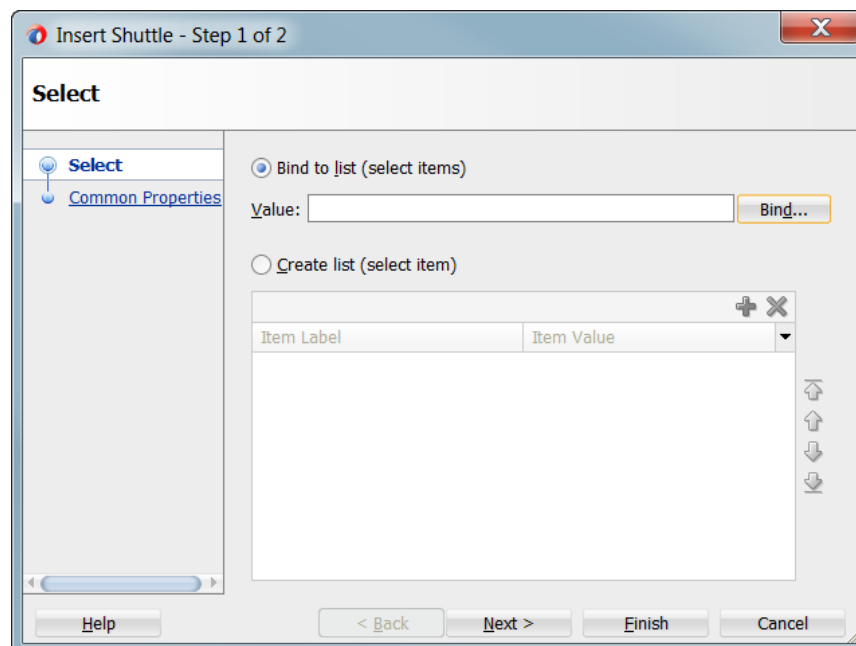 Insert Shuttle - Step 1 of 2
X
Select
Select
Common Properties
Bind to list (select items)
Value: Bind...
Create list (select item)
Item Label Item Value
Help < Back Next > Finish Cancel